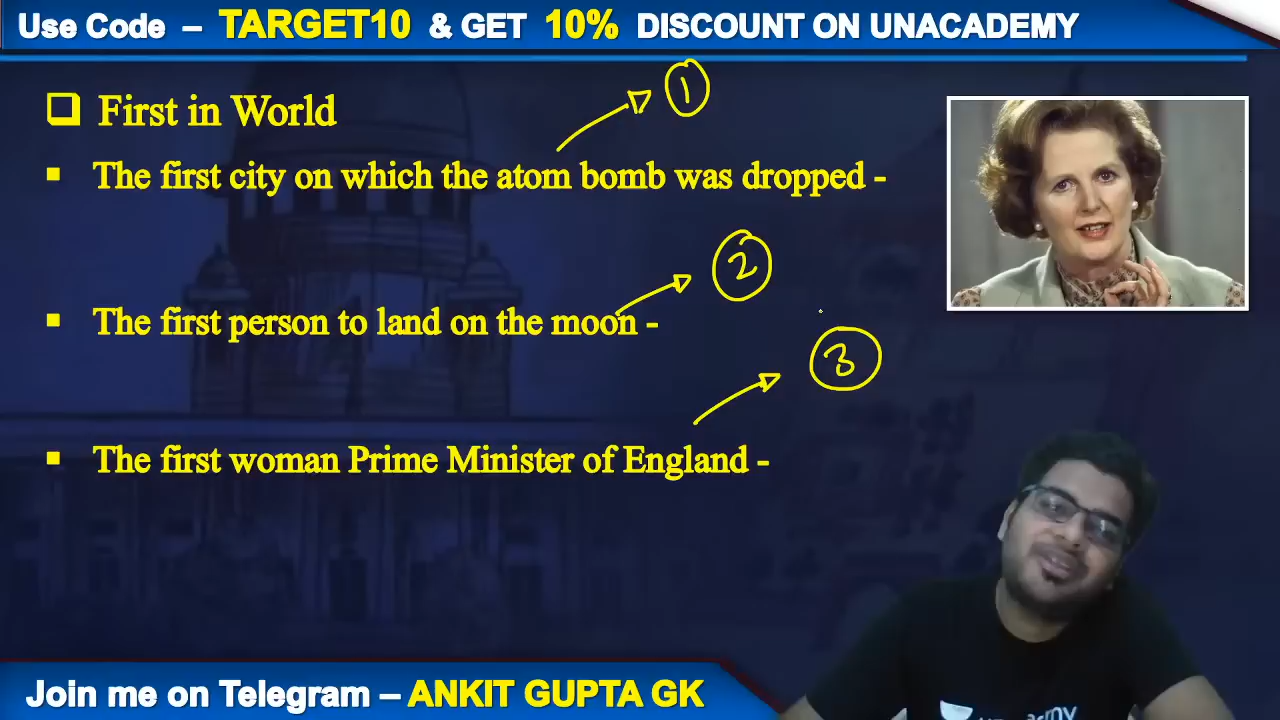 Use Code – TARGET10 & GET 10% DISCOUNT ON UNACADEMY
❑ First in World
1
▪ The first city on which the atom bomb was dropped -
2
▪ The first person to land on the moon -
3
▪ The first woman Prime Minister of England -
Join me on Telegram – ANKIT GUPTA GK